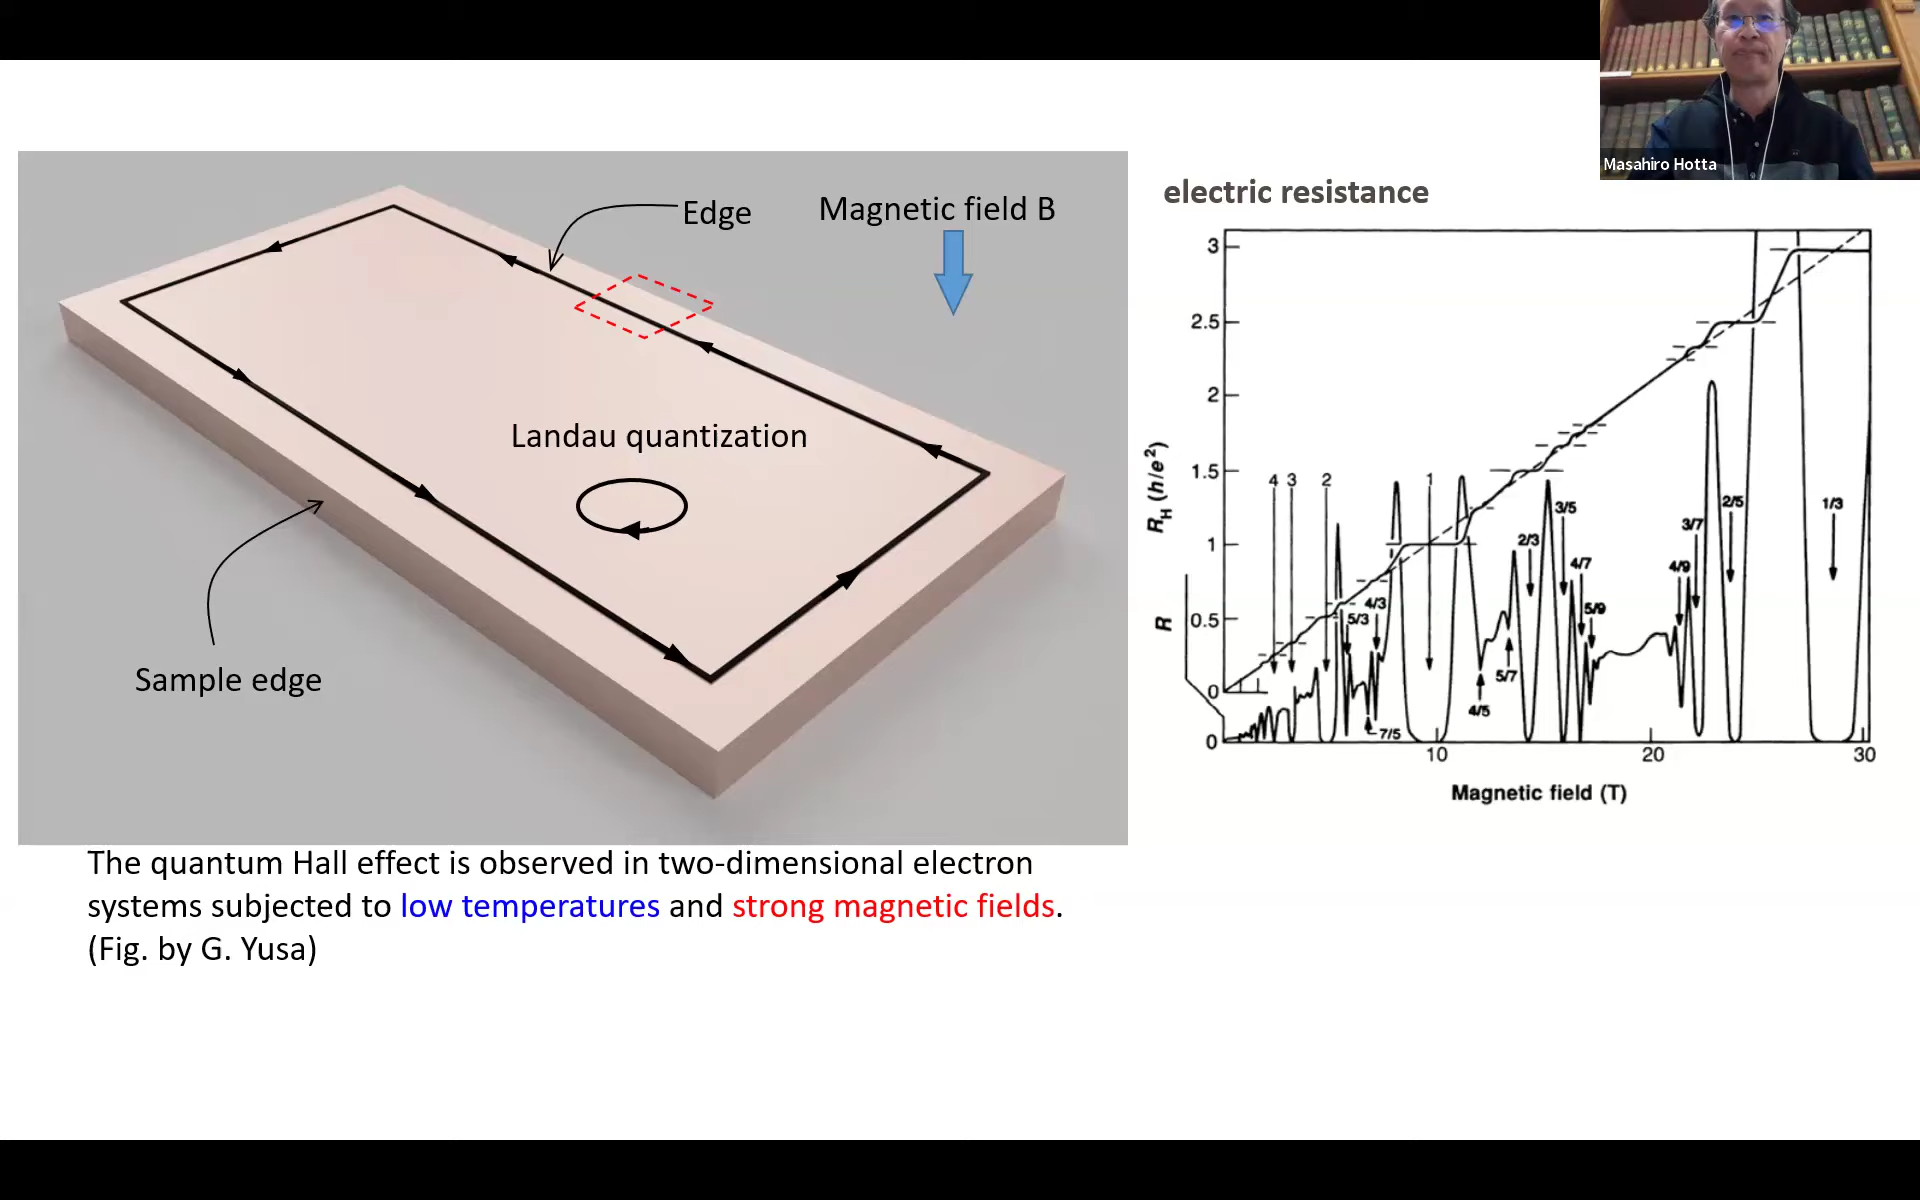 Masahiro Hotta
Edge
Magnetic field B
Landau quantization
Sample edge
The quantum Hall effect is observed in two-dimensional electron
systems subjected to low temperatures and strong magnetic fields.
(Fig. by G. Yusa)
electric resistance
3
2.5
2
1.5
1
0.5
0
0
R_H (h/e²)
R
4 3 2 1
5/3
4/3
7/5
4/5
5/7
2/3
3/5
4/7
5/9
4/9
3/7
2/5
1/3
10 20 30
Magnetic field (T)